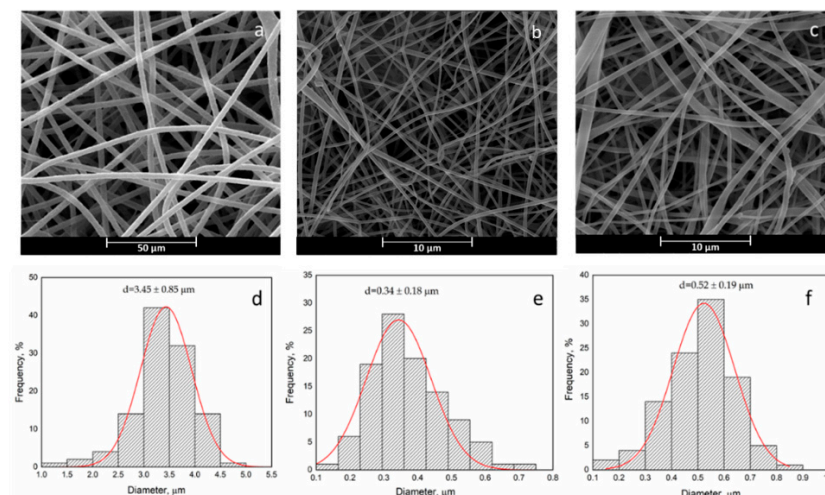 a
b
c
50 µm
10 µm
10 µm
d=3.45 ± 0.85 µm
d
50
40
30
20
10
0
Frequency, %
1.0 1.5 2.0 2.5 3.0 3.5 4.0 4.5 5.0 5.5
Diameter, µm
d=0.34 ± 0.18 µm
e
35
30
25
20
15
10
5
0
Frequency, %
0.1 0.2 0.3 0.4 0.5 0.6 0.7 0.8
Diameter, µm
d=0.52 ± 0.19 µm
f
40
35
30
25
20
15
10
5
0
Frequency, %
0.1 0.2 0.3 0.4 0.5 0.6 0.7 0.8 0.9
Diameter, µm